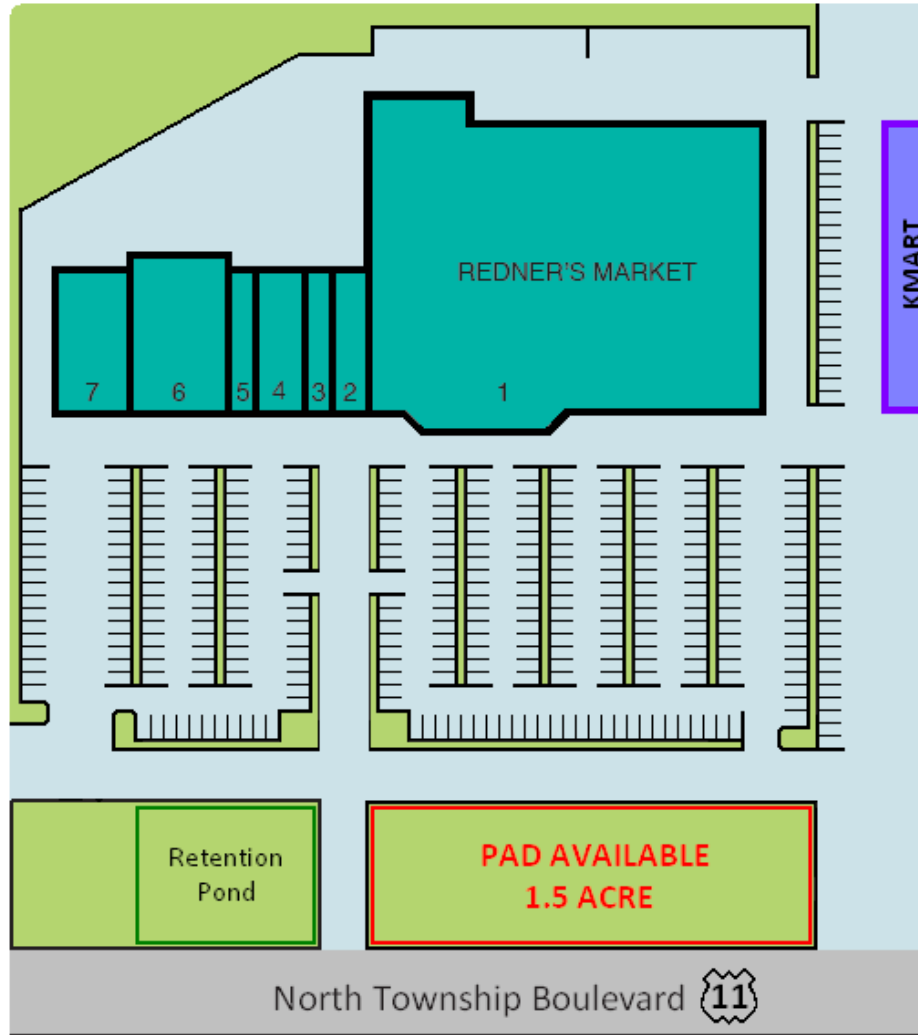 REDNER'S MARKET
KMART
7 6 5 4 3 2 1
Retention
Pond
PAD AVAILABLE
1.5 ACRE
North Township Boulevard 11